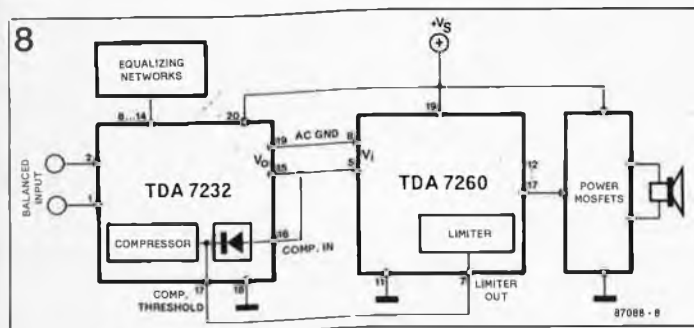 8
+VS
EQUALIZING
NETWORKS
8...14
20
19
19
AC GND
8
VO
15
5
Vi
2
1
BALANCED
INPUT
TDA 7232
TDA 7260
12
17
POWER
MOSFETS
COMPRESSOR
16
COMP. IN
LIMITER
17
18
COMP.
THRESHOLD
11
7
LIMITER
OUT
87088 - 8